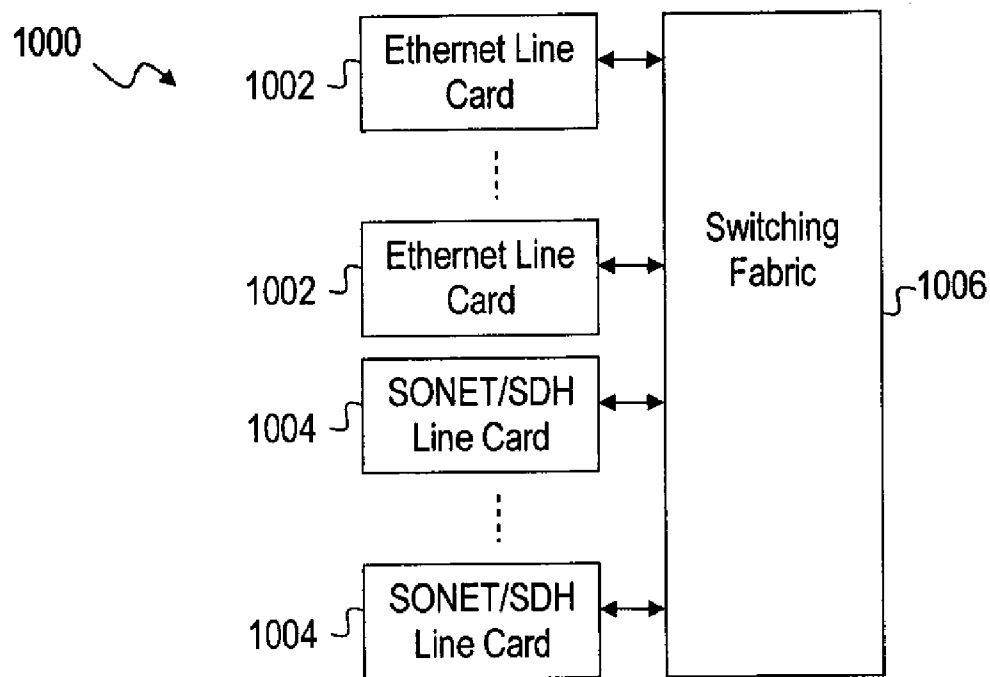 1000
1002
Ethernet Line
Card
1002
Ethernet Line
Card
1004
SONET/SDH
Line Card
1004
SONET/SDH
Line Card
Switching
Fabric
1006